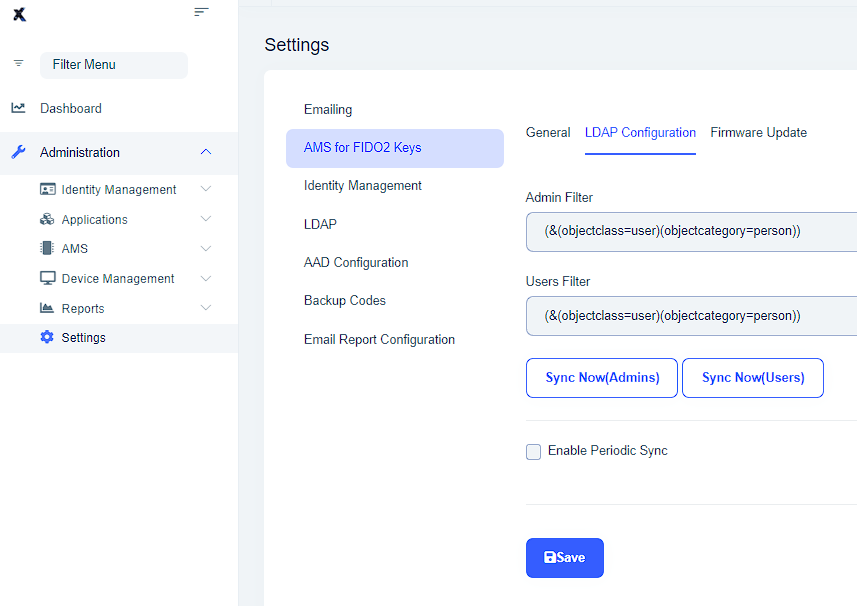 X
Filter Menu
Dashboard
Administration
Identity Management
Applications
AMS
Device Management
Reports
Settings
Settings
Emailing
AMS for FIDO2 Keys
Identity Management
LDAP
AAD Configuration
Backup Codes
Email Report Configuration
General LDAP Configuration Firmware Update
Admin Filter
(&(objectclass=user)(objectcategory=person))
Users Filter
(&(objectclass=user)(objectcategory=person))
Sync Now(Admins) Sync Now(Users)
Enable Periodic Sync
Save